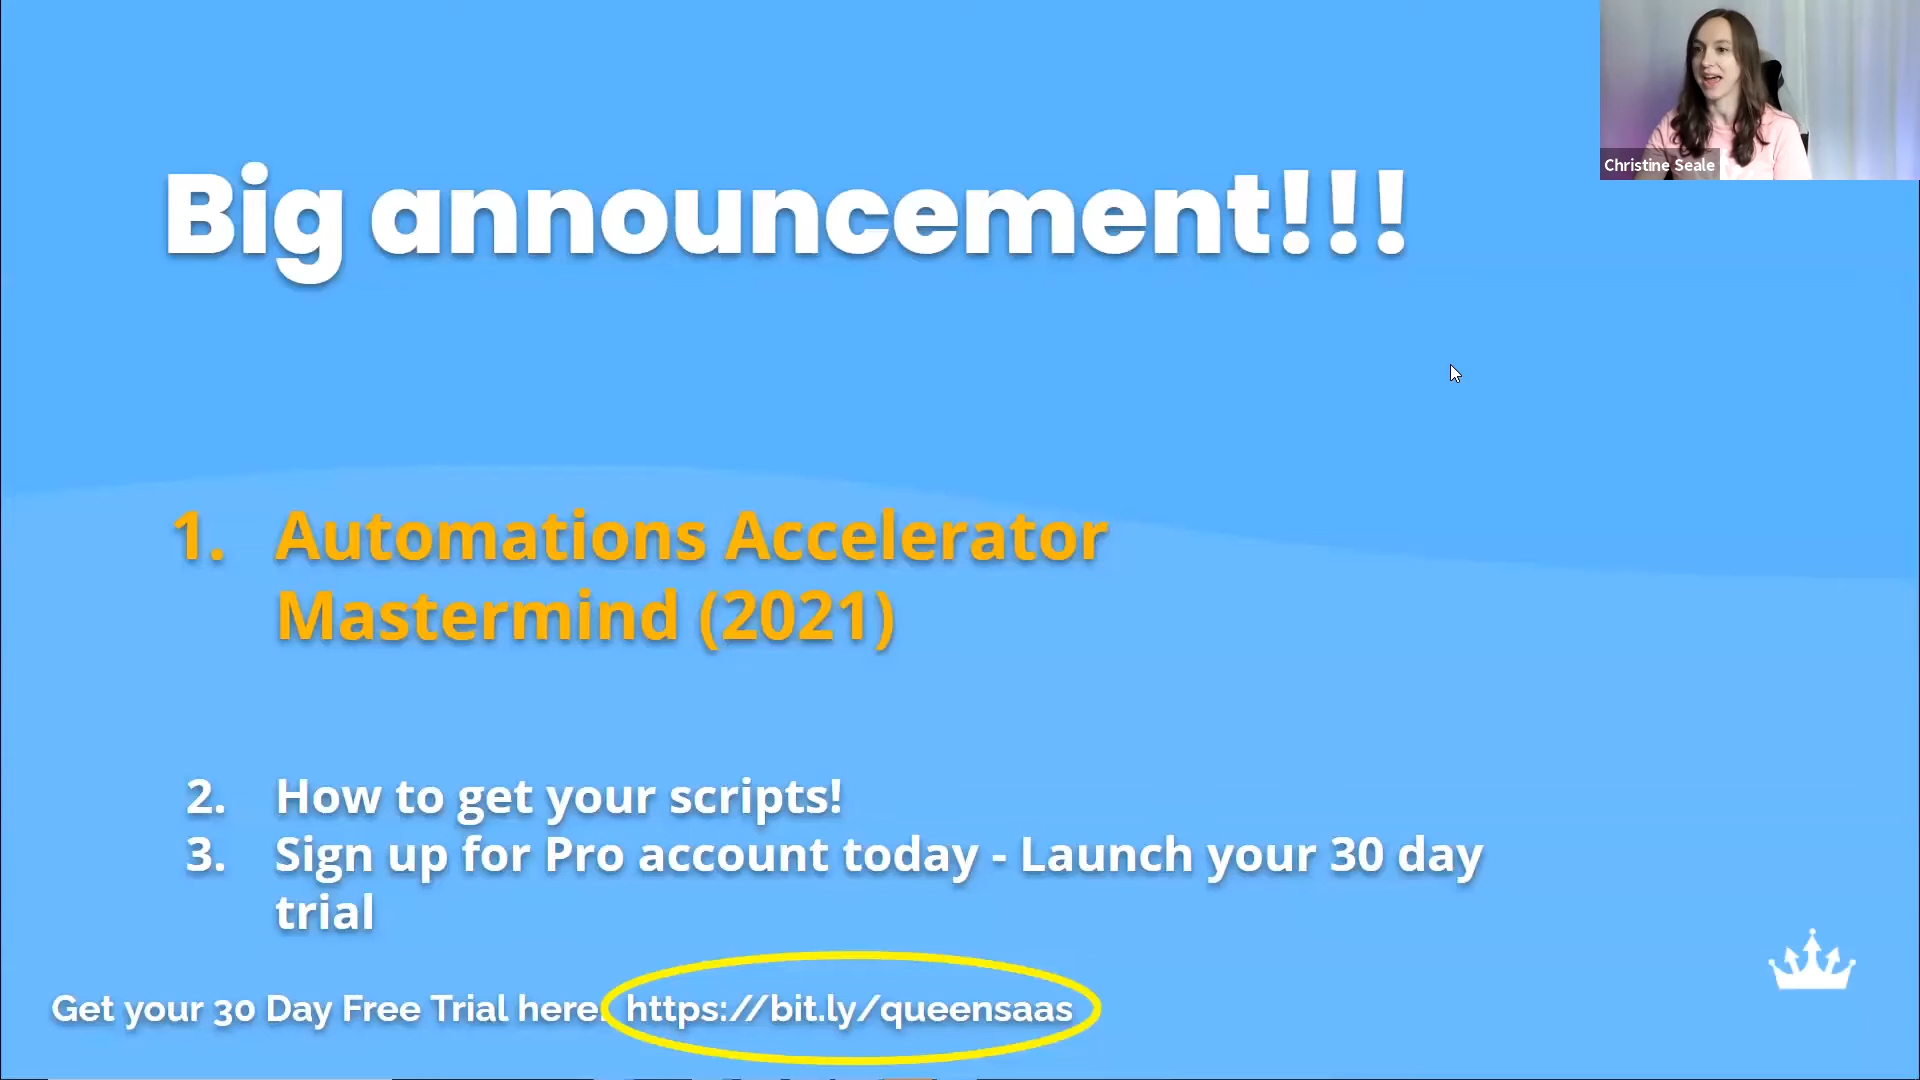 Christine Seale
Big announcement!!!
1. Automations Accelerator
Mastermind (2021)
2. How to get your scripts!
3. Sign up for Pro account today - Launch your 30 day
trial
Get your 30 Day Free Trial here: https://bit.ly/queensaas